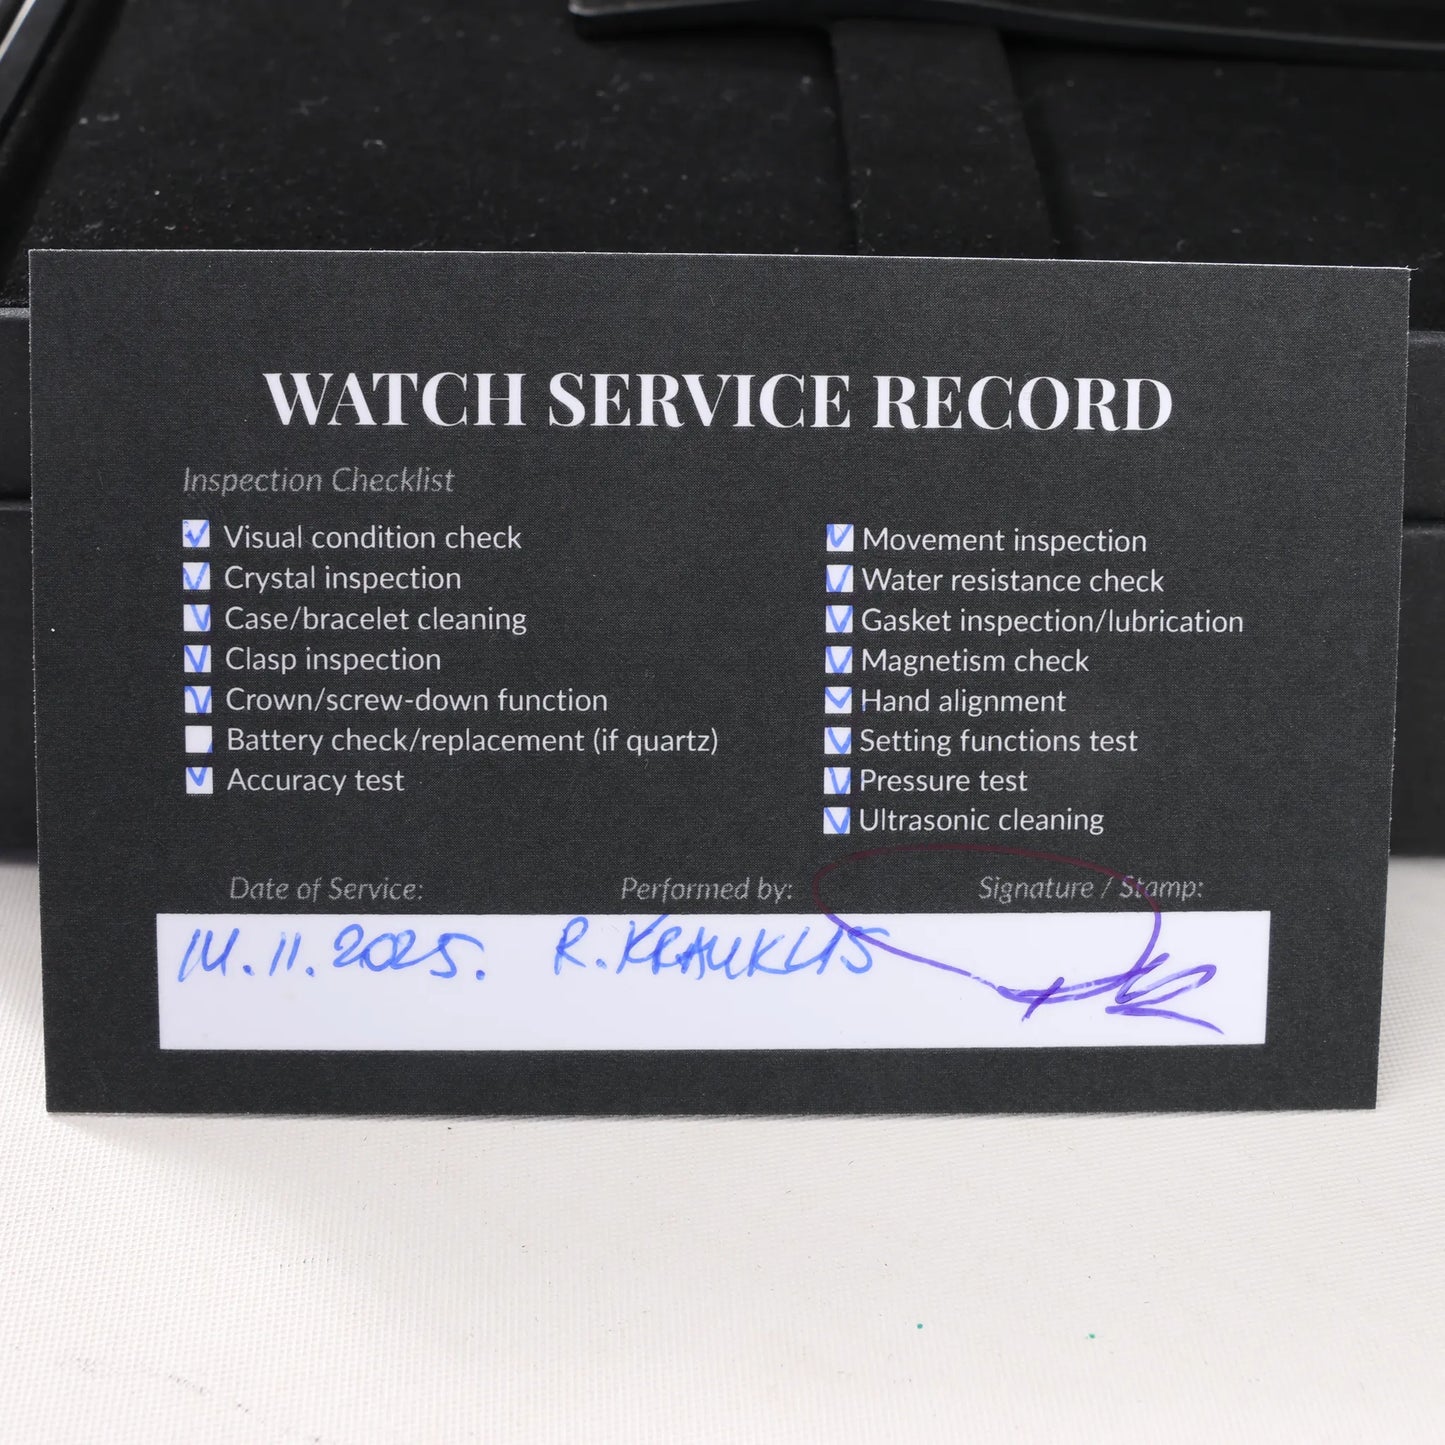 WATCH SERVICE RECORD
Inspection Checklist
Visual condition check
Crystal inspection
Case/bracelet cleaning
Clasp inspection
Crown/screw-down function
Battery check/replacement (if quartz)
Accuracy test
Movement inspection
Water resistance check
Gasket inspection/lubrication
Magnetism check
Hand alignment
Setting functions test
Pressure test
Ultrasonic cleaning
Date of Service: Performed by: Signature / Stamp:
14.11.2025. R. KRAUKLIS